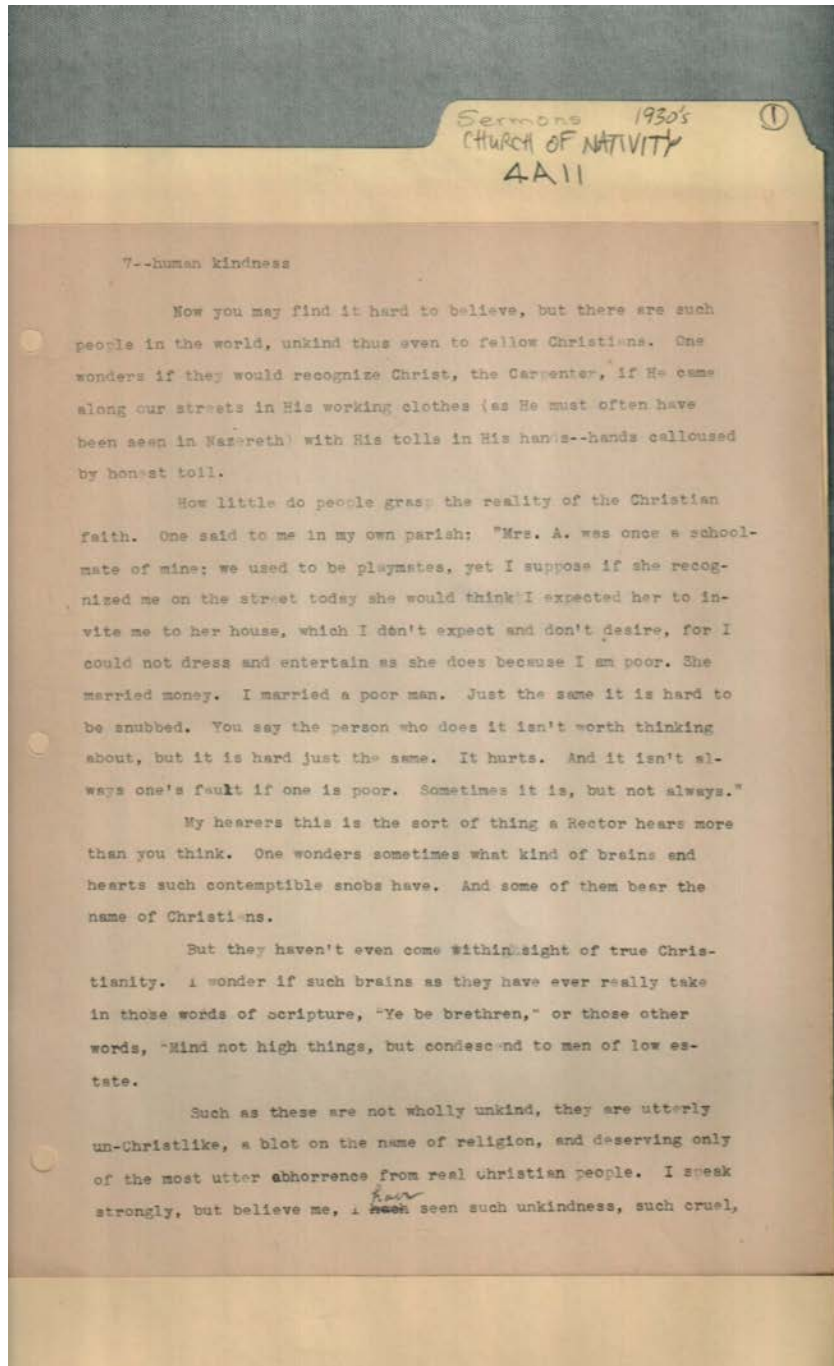 Sermons 1930's ①
CHURCH OF NATIVITY
4A11
7--human kindness
Now you may find it hard to believe, but there are such
people in the world, unkind thus even to fellow Christians. One
wonders if they would recognize Christ, the Carpenter, if He came
along our streets in His working clothes (as He must often have
been seen in Nazareth) with His tolls in His hands--hands calloused
by honest toil.
How little do people grasp the reality of the Christian
faith. One said to me in my own parish: "Mrs. A. was once a school-
mate of mine; we used to be playmates, yet I suppose if she recog-
nized me on the street today she would think I expected her to in-
vite me to her house, which I don't expect and don't desire, for I
could not dress and entertain as she does because I am poor. She
married money. I married a poor man. Just the same it is hard to
be snubbed. You say the person who does it isn't worth thinking
about, but it is hard just the same. It hurts. And it isn't al-
ways one's fault if one is poor. Sometimes it is, but not always."
My hearers this is the sort of thing a Rector hears more
than you think. One wonders sometimes what kind of brains and
hearts such contemptible snobs have. And some of them bear the
name of Christians.
But they haven't even come within sight of true Chris-
tianity. I wonder if such brains as they have ever really take
in those words of scripture, "Ye be brethren," or those other
words, "Mind not high things, but condescend to men of low es-
tate.
Such as these are not wholly unkind, they are utterly
un-Christlike, a blot on the name of religion, and deserving only
of the most utter abhorrence from real Christian people. I speak
strongly, but believe me, I have seen such unkindness, such cruel,